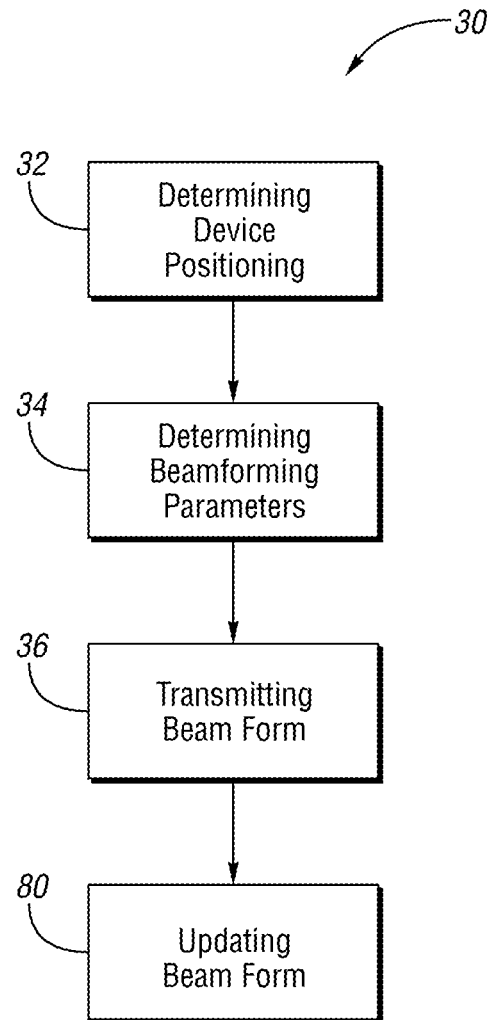 30
32
Determining
Device
Positioning
34
Determining
Beamforming
Parameters
36
Transmitting
Beam Form
80
Updating
Beam Form